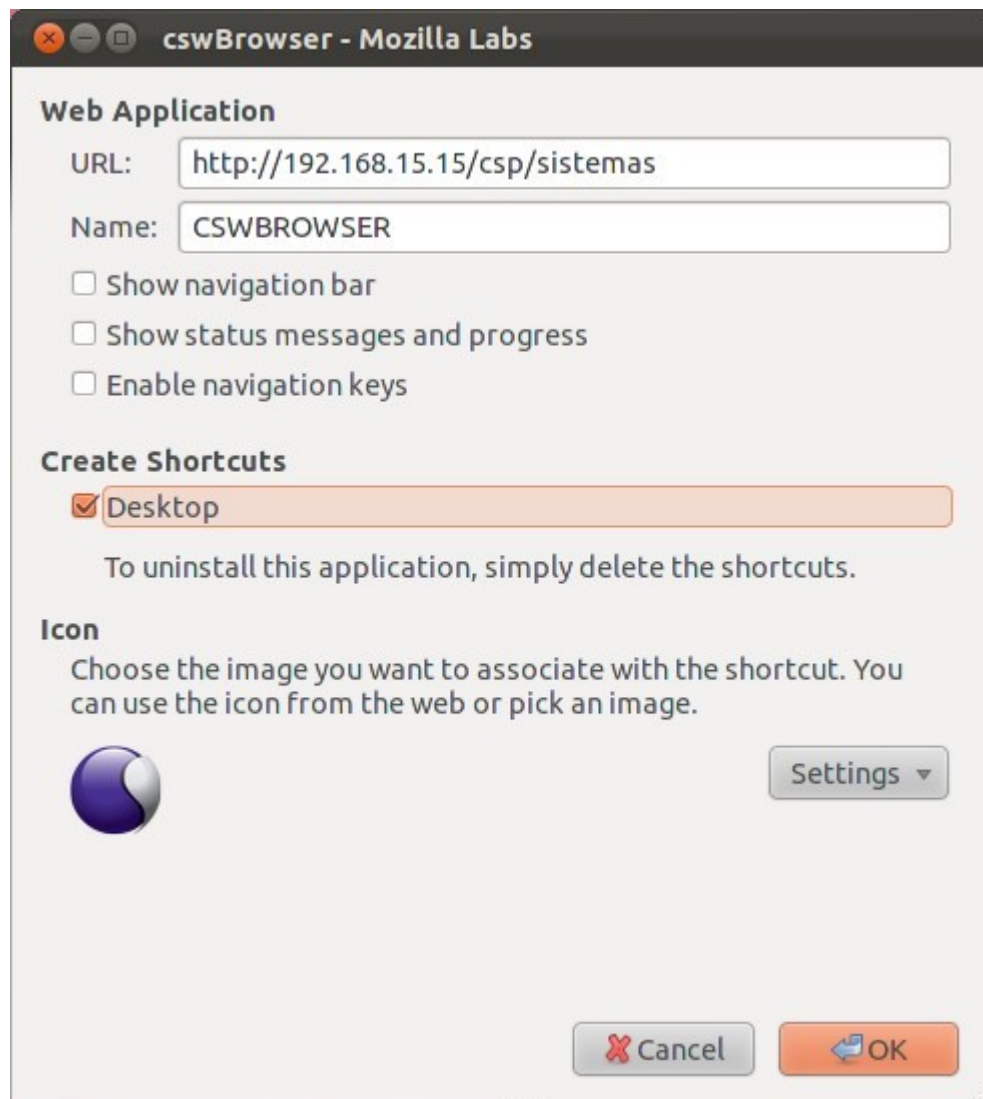 cswBrowser - Mozilla Labs
Web Application
URL: http://192.168.15.15/csp/sistemas
Name: CSWBROWSER
Show navigation bar
Show status messages and progress
Enable navigation keys
Create Shortcuts
Desktop
To uninstall this application, simply delete the shortcuts.
Icon
Choose the image you want to associate with the shortcut. You
can use the icon from the web or pick an image.
Settings
Cancel
OK